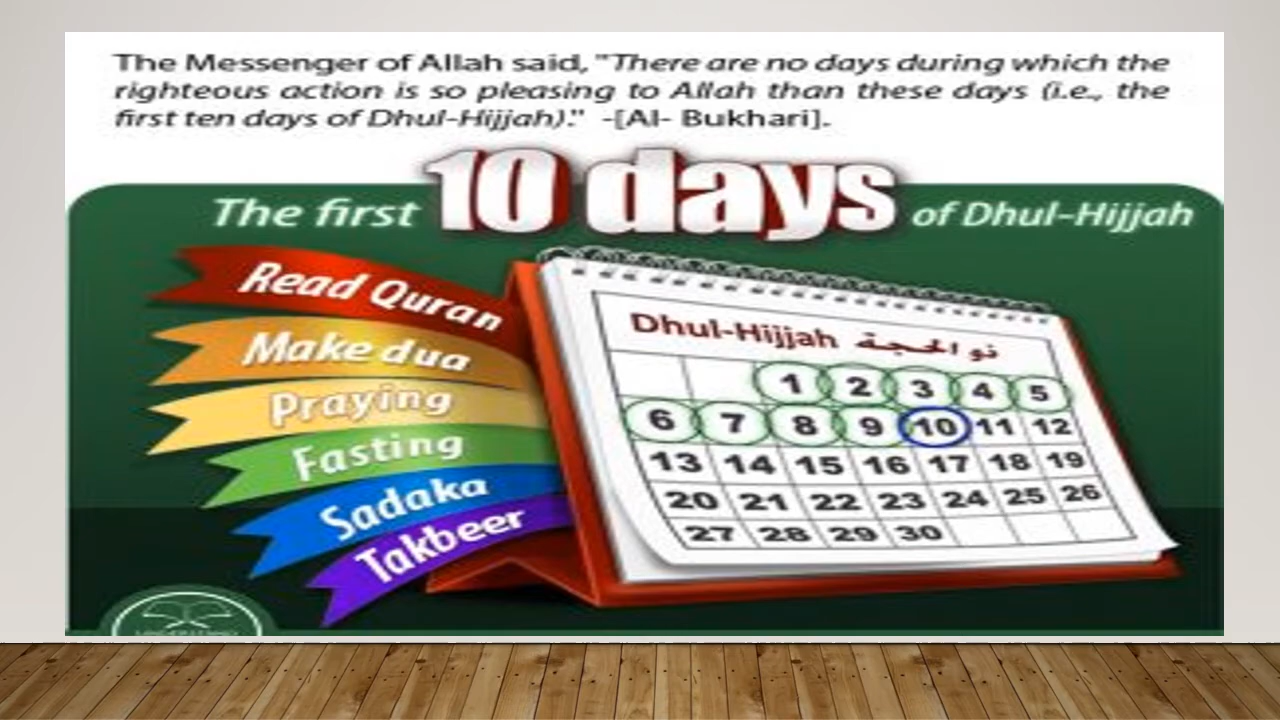 The Messenger of Allah said, "There are no days during which the
righteous action is so pleasing to Allah than these days (i.e., the
first ten days of Dhul-Hijjah)." -[Al- Bukhari].
The first 10 days of Dhul-Hijjah
Read Quran
Make dua
Praying
Fasting
Sadaka
Takbeer
Dhul-Hijjah ذو الحجة
1 2 3 4 5
6 7 8 9 10 11 12
13 14 15 16 17 18 19
20 21 22 23 24 25 26
27 28 29 30